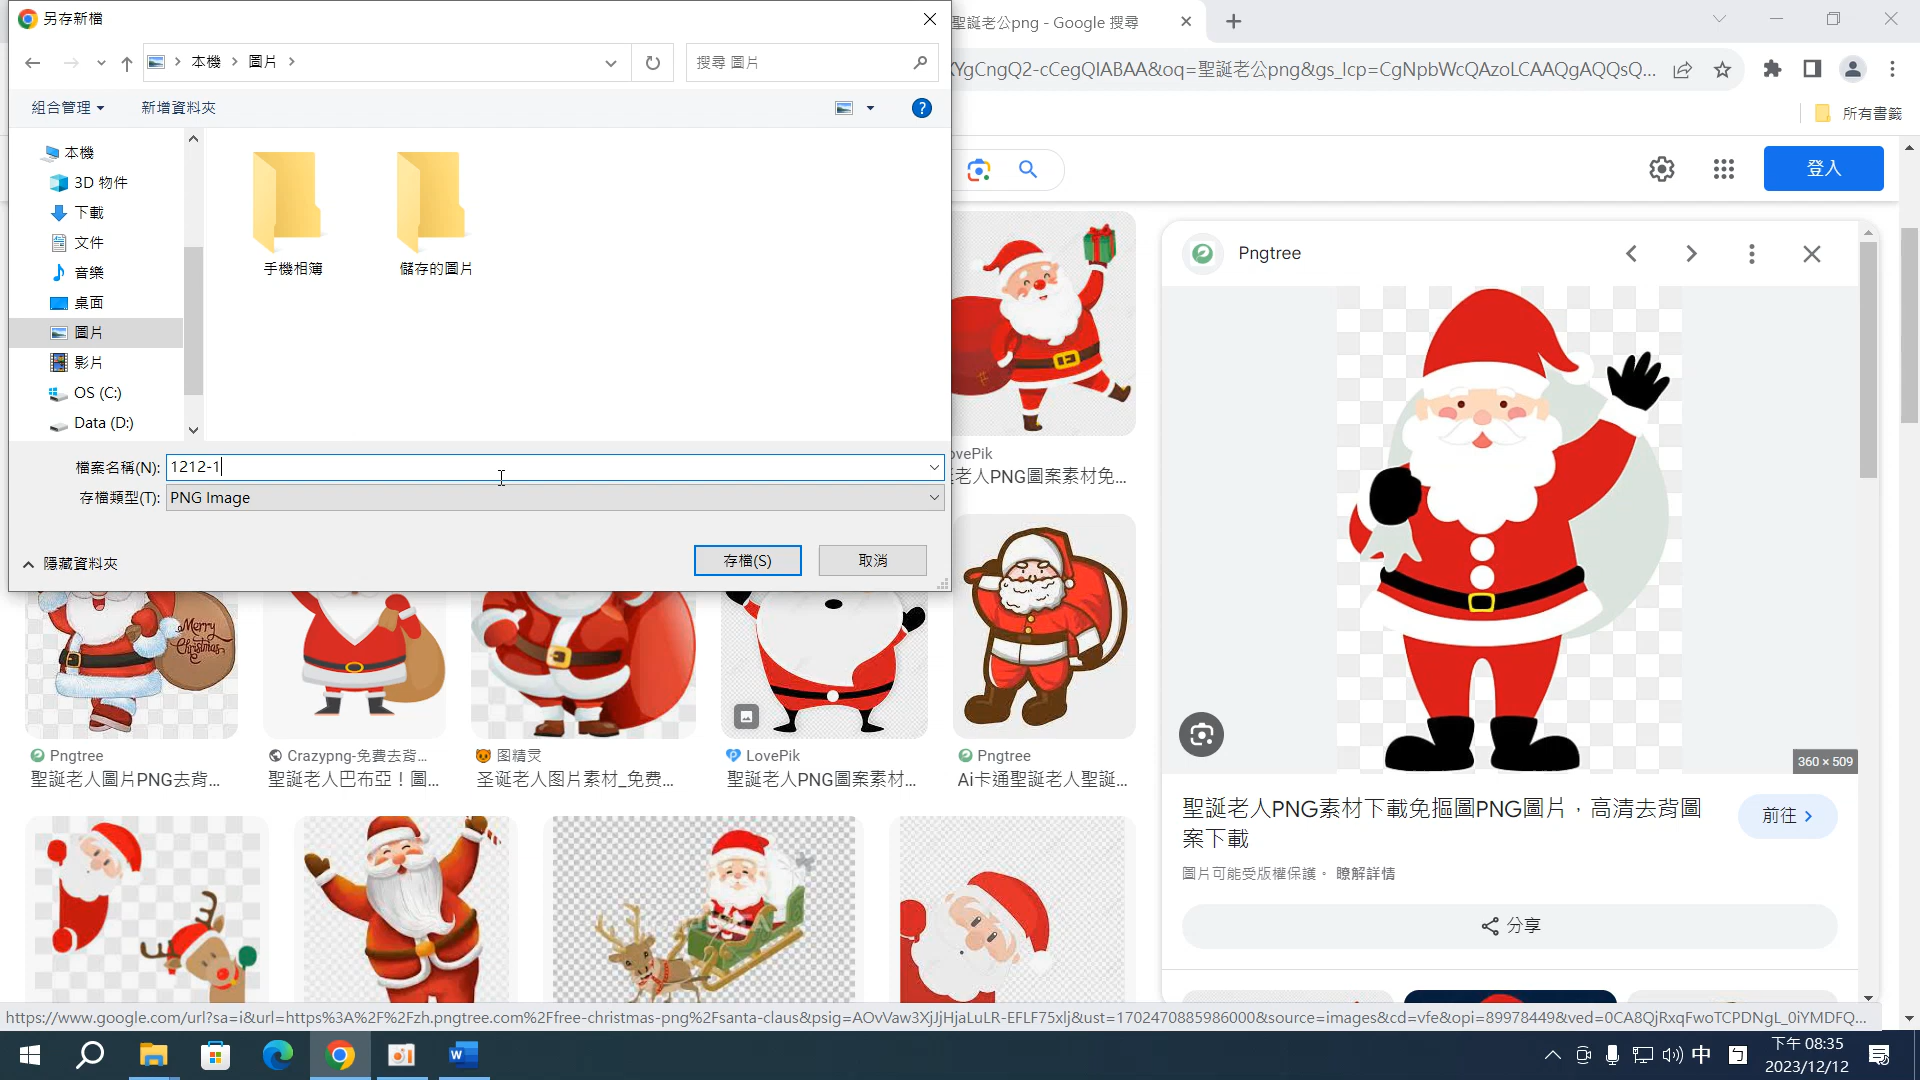 另存新檔
聖誕老公png - Google 搜尋
本機
圖片
搜尋 圖片
XYgCngQ2-cCegQIABAA&oq=聖誕老公png&gs_lcp=CgNpbWcQAzoLCAAQgAQQsQ...
組合管理
新增資料夾
所有書籤
登入
本機
3D 物件
下載
文件
音樂
桌面
圖片
影片
OS (C:)
Data (D:)
手機相簿
儲存的圖片
檔案名稱(N):
1212-1
存檔類型(T):
PNG Image
隱藏資料夾
存檔(S)
取消
ovePik
老人PNG圖案素材免...
Merry
Christmas
Pngtree
聖誕老人圖片PNG去背...
Crazypng-免費去背...
聖誕老人巴布亞！圖...
图精灵
圣诞老人图片素材_免费...
LovePik
聖誕老人PNG圖案素材...
Pngtree
Ai卡通聖誕老人聖誕...
Pngtree
360 × 509
聖誕老人PNG素材下載免摳圖PNG圖片，高清去背圖
案下載
前往
圖片可能受版權保護。 瞭解詳情
分享
https://www.google.com/url?sa=i&url=https%3A%2F%2Fzh.pngtree.com%2Ffree-christmas-png%2Fsanta-claus&psig=AOvVaw3XjJjHjaLuLR-EFLF75xlj&ust=1702470885986000&source=images&cd=vfe&opi=89978449&ved=0CA8QjRxqFwoTCPDNgL_0iYMDFQ...
中
ㄅ
下午 08:35
2023/12/12